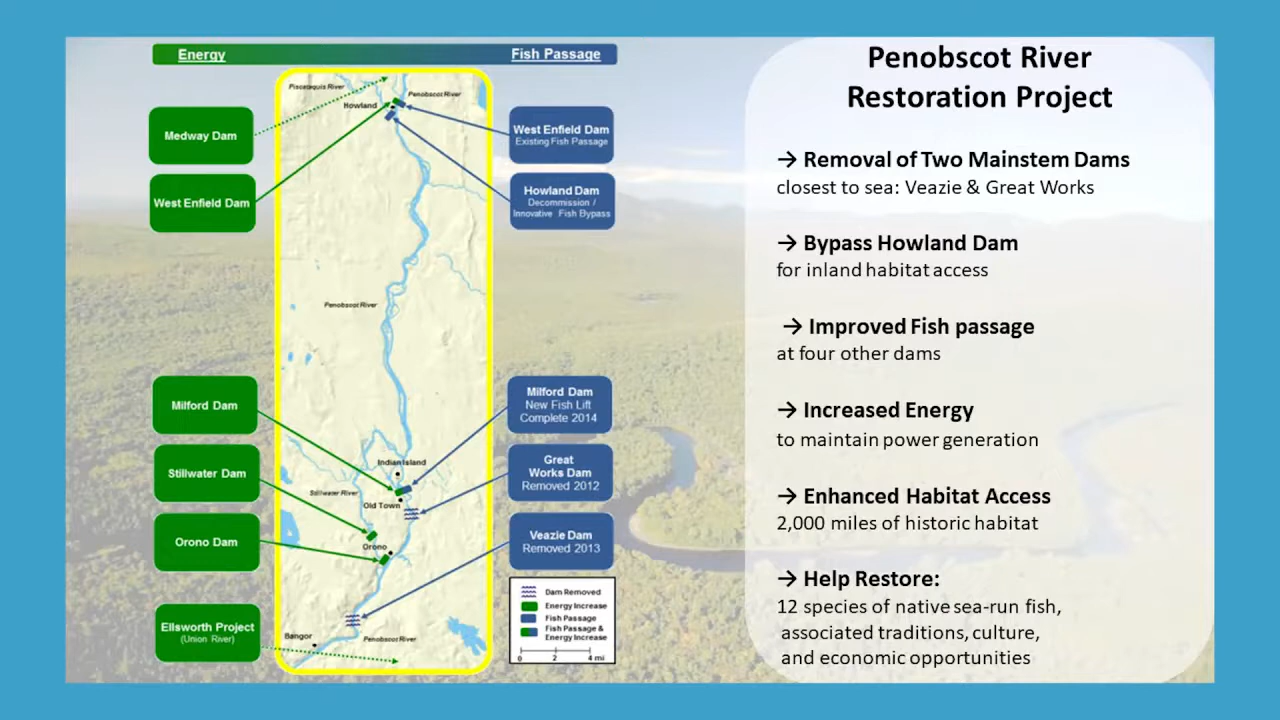 Energy
Fish Passage
Piscataquis River
Penobscot River
Howland
Medway Dam
West Enfield Dam
West Enfield Dam
Existing Fish Passage
Howland Dam
Decommission /
Innovative Fish Bypass
Penobscot River
Milford Dam
Stillwater Dam
Orono Dam
Ellsworth Project
(Union River)
Milford Dam
New Fish Lift
Complete 2014
Great
Works Dam
Removed 2012
Veazie Dam
Removed 2013
Indian Island
Stillwater River
Old Town
Orono
Bangor
Penobscot River
Dam Removed
Energy Increase
Fish Passage
Fish Passage &
Energy Increase
0 2 4 mi
Penobscot River
Restoration Project
→ Removal of Two Mainstem Dams
closest to sea: Veazie & Great Works
→ Bypass Howland Dam
for inland habitat access
→ Improved Fish passage
at four other dams
→ Increased Energy
to maintain power generation
→ Enhanced Habitat Access
2,000 miles of historic habitat
→ Help Restore:
12 species of native sea-run fish,
associated traditions, culture,
and economic opportunities